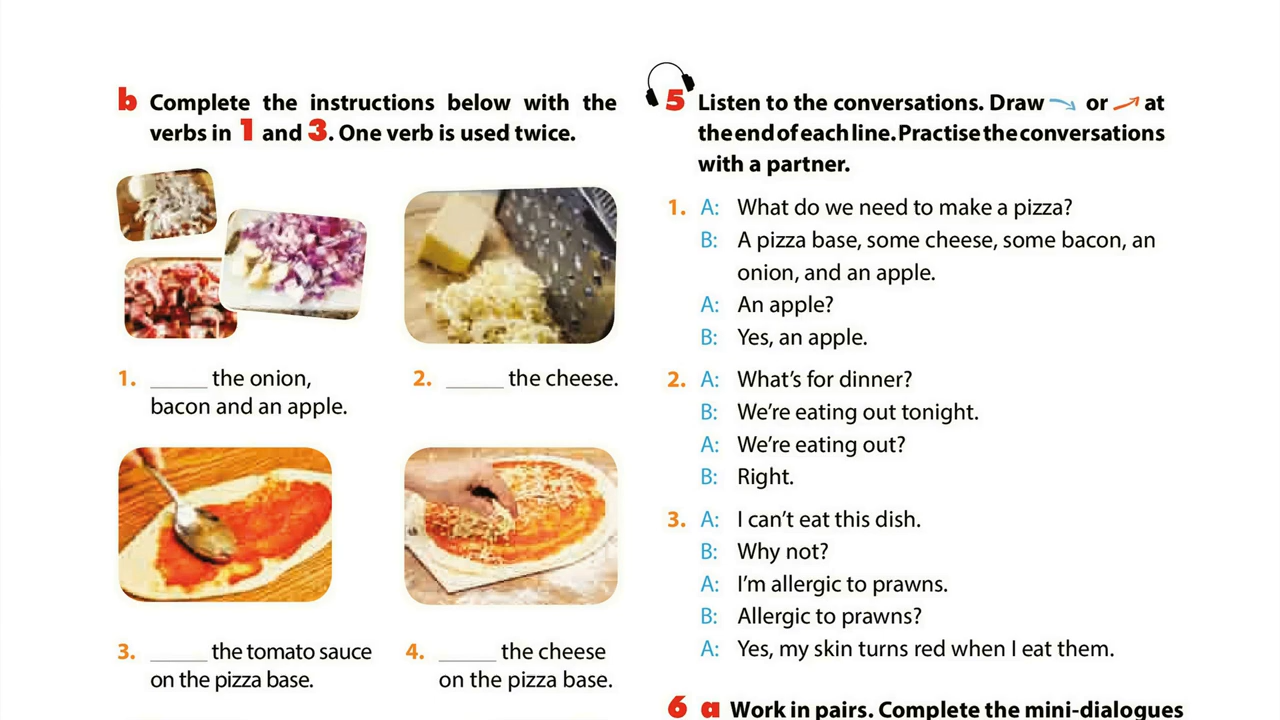 b Complete the instructions below with the
verbs in 1 and 3. One verb is used twice.
1. _____ the onion,
bacon and an apple.
2. _____ the cheese.
3. _____ the tomato sauce
on the pizza base.
4. _____ the cheese
on the pizza base.
5 Listen to the conversations. Draw or at
the end of each line. Practise the conversations
with a partner.
1. A: What do we need to make a pizza?
B: A pizza base, some cheese, some bacon, an
onion, and an apple.
A: An apple?
B: Yes, an apple.
2. A: What's for dinner?
B: We're eating out tonight.
A: We're eating out?
B: Right.
3. A: I can't eat this dish.
B: Why not?
A: I'm allergic to prawns.
B: Allergic to prawns?
A: Yes, my skin turns red when I eat them.
6 a Work in pairs. Complete the mini-dialogues